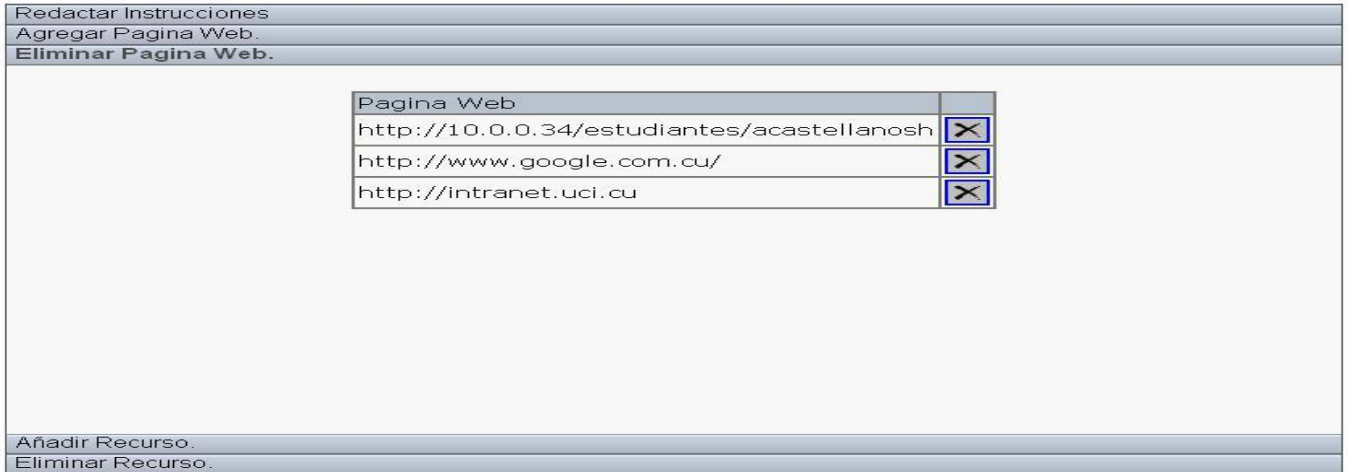 Redactar Instrucciones
Agregar Pagina Web.
Eliminar Pagina Web.
Pagina Web
http://10.0.0.34/estudiantes/acastellanosh
http://www.google.com.cu/
http://intranet.uci.cu
Añadir Recurso.
Eliminar Recurso.